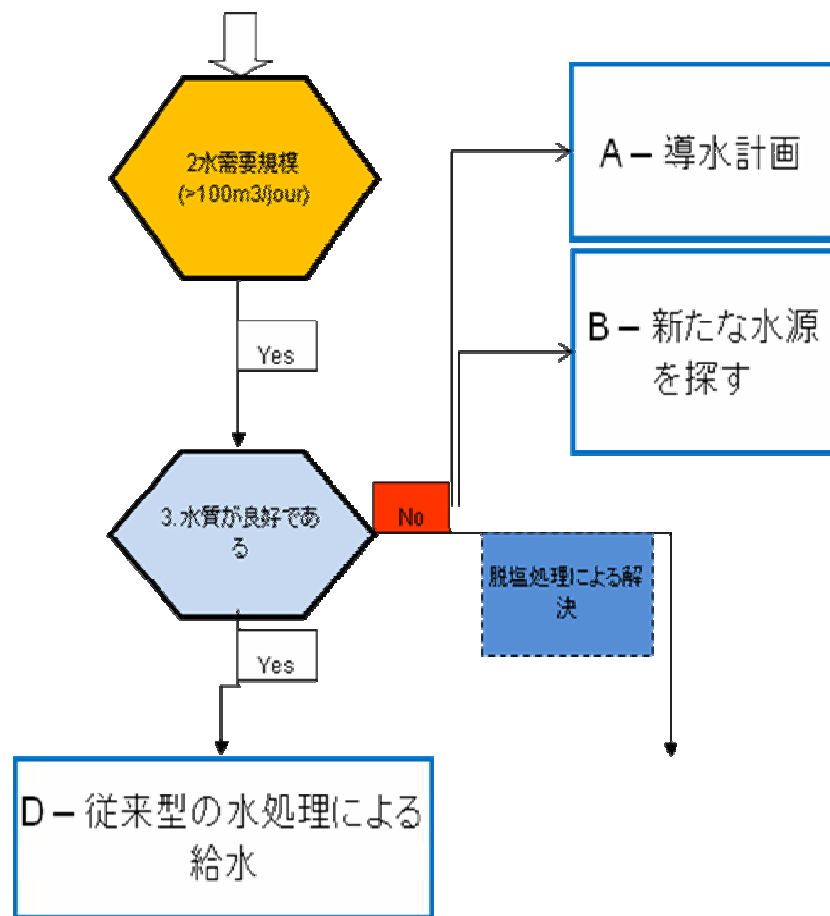 2水需要規模
(>100m3/jour)
A – 導水計画
B – 新たな水源
を探す
Yes
3.水質が良好であ
る
No
脱塩処理による解
決
Yes
D – 従来型の水処理による
給水